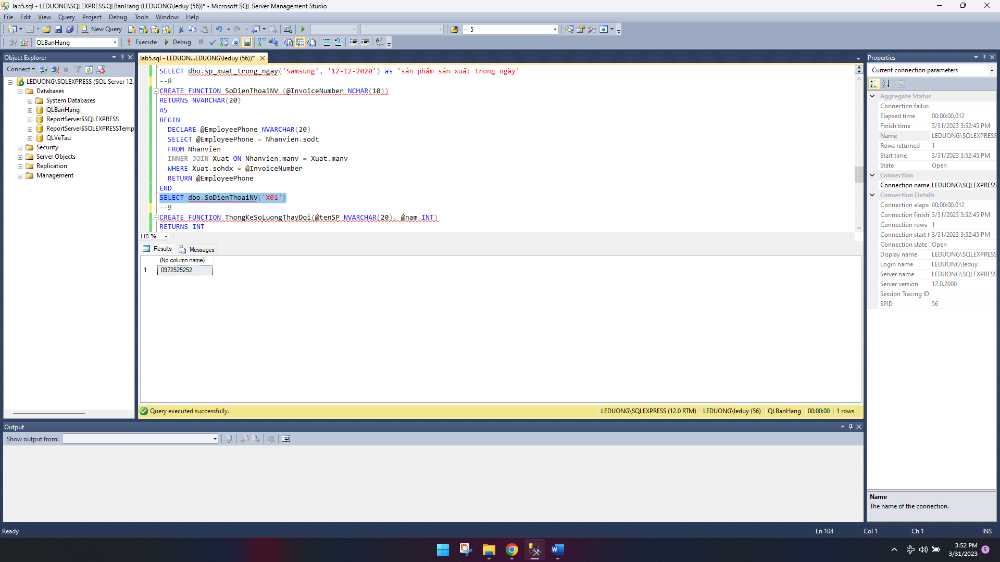 lab5.sql - LEDUONG\SQLEXPRESS.QLBanHang (LEDUONG\leduy (56))* - Microsoft SQL Server Management Studio
File Edit View Query Project Debug Tools Window Help
New Query -- 5
QLBanHang Execute Debug
Object Explorer
Connect
LEDUONG\SQLEXPRESS (SQL Server 12.
Databases
System Databases
QLBanHang
ReportServer$SQLEXPRESS
ReportServer$SQLEXPRESSTemp
QLVeTau
Security
Server Objects
Replication
Management
lab5.sql - LEDUON...EDUONG\leduy (56))*
SELECT dbo.sp_xuat_trong_ngay('Samsung', '12-12-2020') as 'sản phẩm sản xuất trong ngày'
--8
CREATE FUNCTION SoDienThoaiNV (@InvoiceNumber NCHAR(10))
RETURNS NVARCHAR(20)
AS
BEGIN
DECLARE @EmployeePhone NVARCHAR(20)
SELECT @EmployeePhone = Nhanvien.sodt
FROM Nhanvien
INNER JOIN Xuat ON Nhanvien.manv = Xuat.manv
WHERE Xuat.sohdx = @InvoiceNumber
RETURN @EmployeePhone
END
SELECT dbo.SoDienThoaiNV('X01')
--9
CREATE FUNCTION ThongKeSoLuongThayDoi(@tenSP NVARCHAR(20), @nam INT)
RETURNS INT
110 %
Results Messages
(No column name)
1 0972525252
Query executed successfully. LEDUONG\SQLEXPRESS (12.0 RTM) LEDUONG\leduy (56) QLBanHang 00:00:00 1 rows
Output
Show output from:
Properties
Current connection parameters
Aggregate Status
Connection failure
Elapsed time 00:00:00.012
Finish time 3/31/2023 3:52:45 PM
Name LEDUONG\SQLEXPRESS
Rows returned 1
Start time 3/31/2023 3:52:45 PM
State Open
Connection
Connection name LEDUONG\SQLEXPRESS
Connection Details
Connection elapse 00:00:00.012
Connection finish 3/31/2023 3:52:45 PM
Connection rows 1
Connection start t 3/31/2023 3:52:45 PM
Connection state Open
Display name LEDUONG\SQLEXPRESS
Login name LEDUONG\leduy
Server name LEDUONG\SQLEXPRESS
Server version 12.0.2000
Session Tracing ID
SPID 56
Name
The name of the connection.
Ready Ln 104 Col 1 Ch 1 INS
3:52 PM
3/31/2023 5